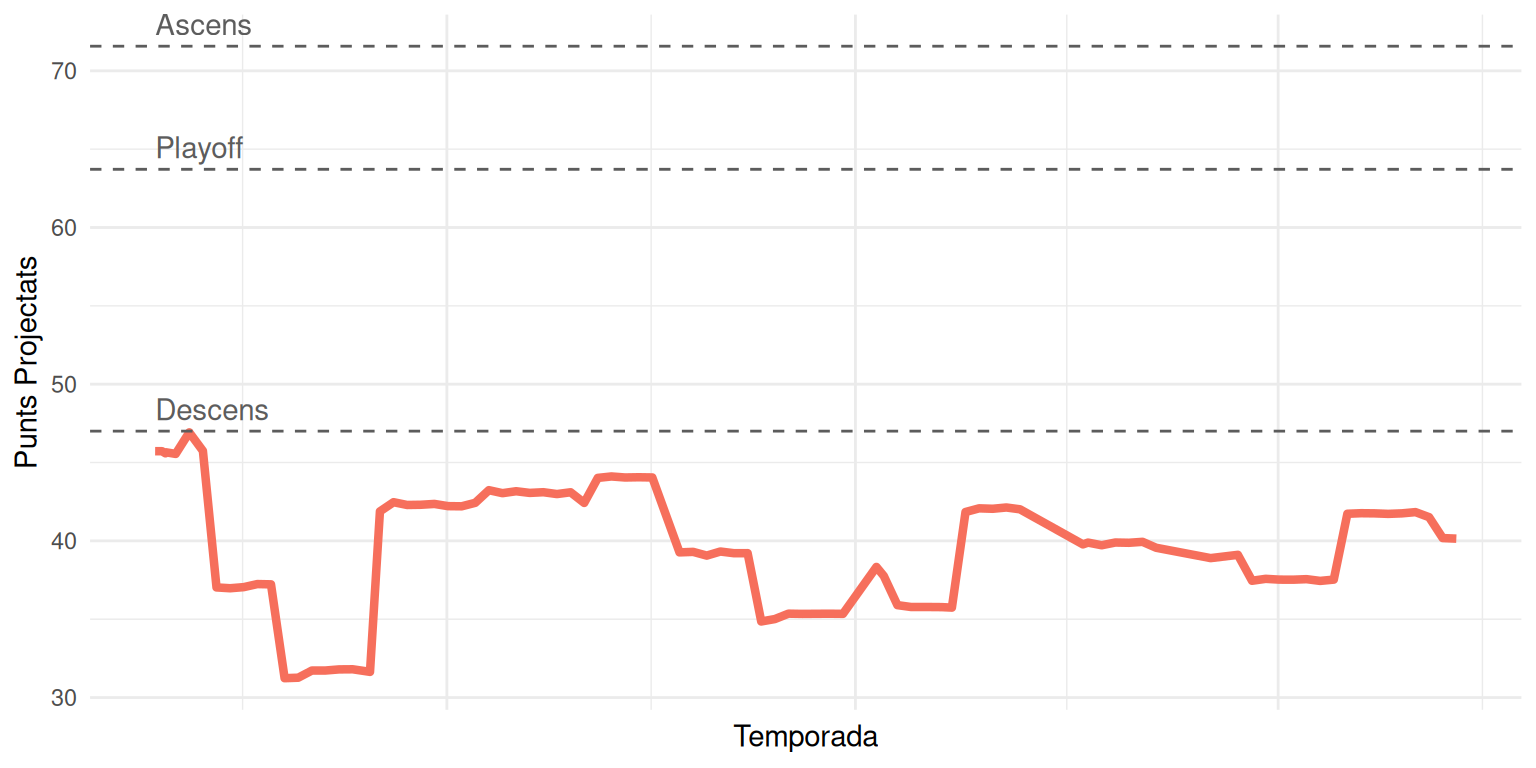 Ascens
70
Playoff
60
50
Descens
40
30
Punts Projectats
Temporada